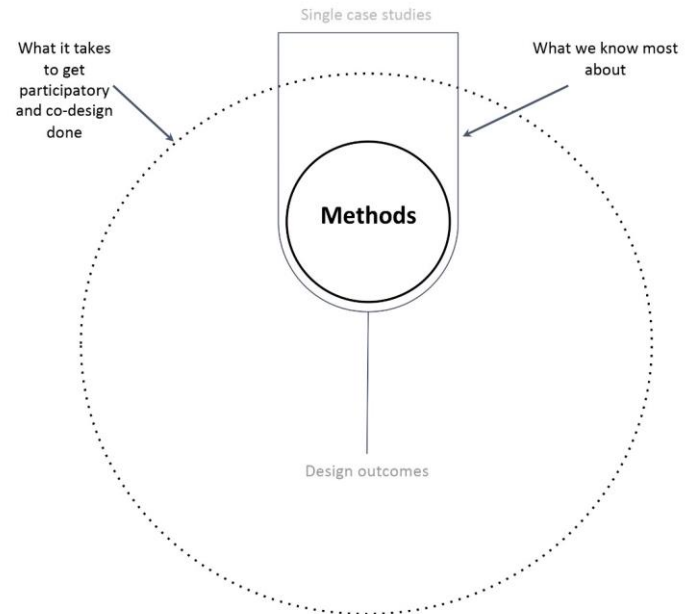 Single case studies
What it takes
to get
participatory
and co-design
done
What we know most
about
Methods
Design outcomes